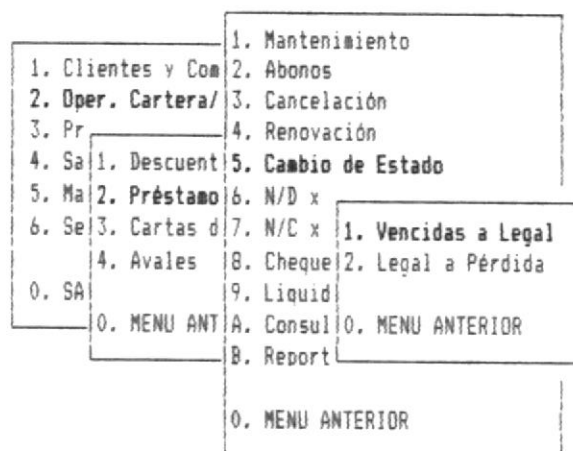 1. Clientes y Com
2. Oper. Cartera/
3. Pr
4. Sa
5. Ma
6. Se
0. SA
1. Descuent
2. Préstamo
3. Cartas d
4. Avales
0. MENU ANT
1. Mantenimiento
2. Abonos
3. Cancelación
4. Renovación
5. Cambio de Estado
6. N/D x
7. N/C x
8. Cheque
9. Liquid
A. Consul
B. Report
0. MENU ANTERIOR
1. Vencidas a Legal
2. Legal a Pérdida
0. MENU ANTERIOR